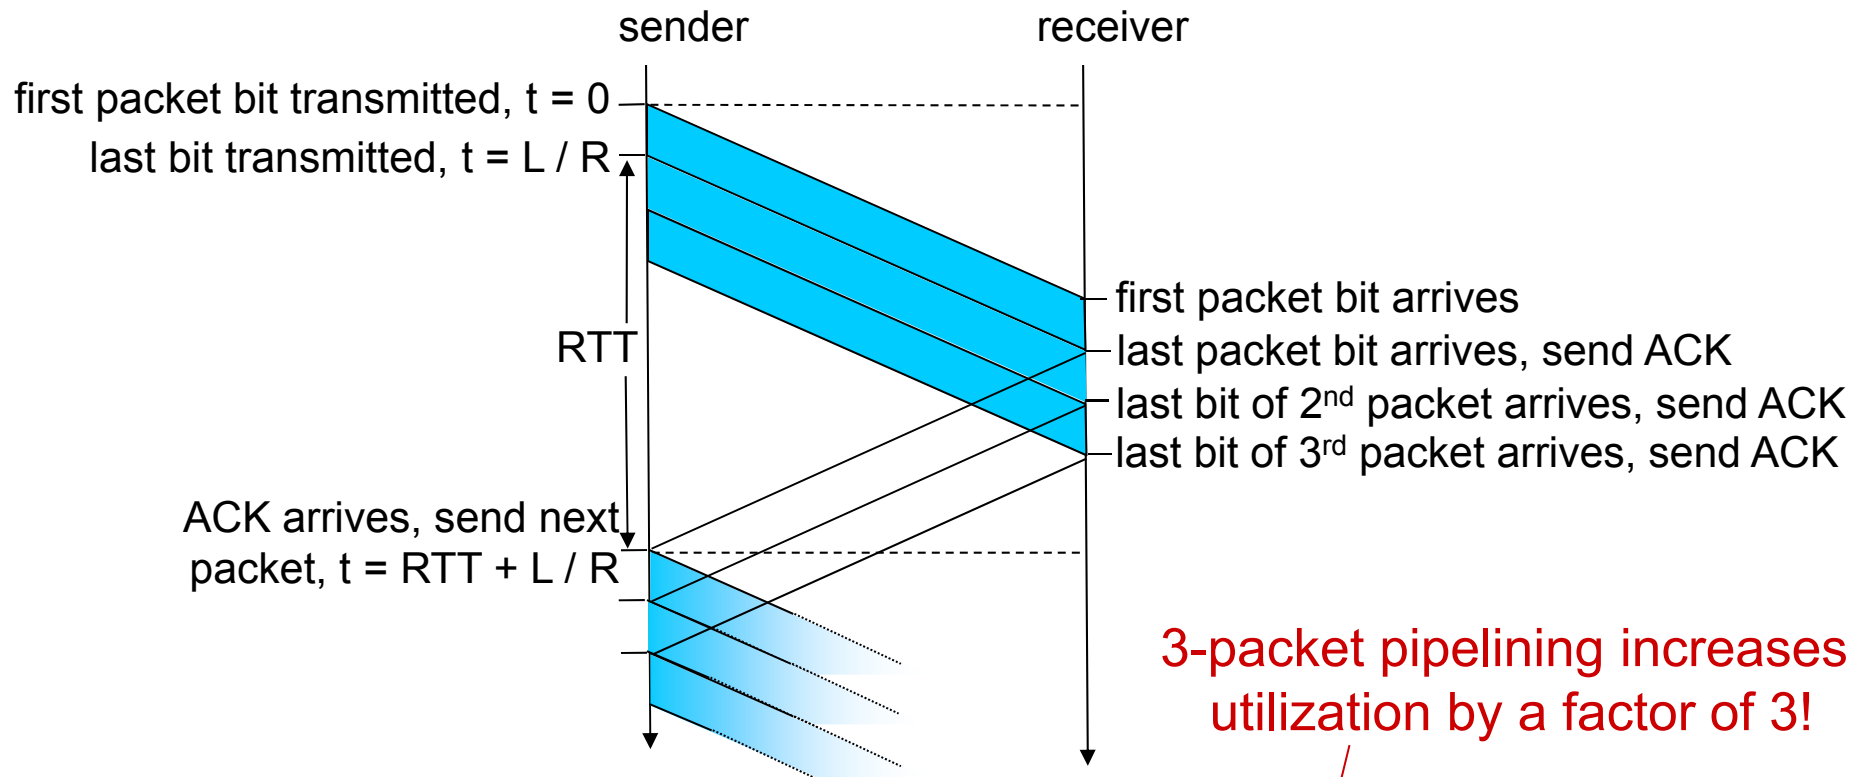 sender
receiver
first packet bit transmitted, t = 0
last bit transmitted, t = L / R
RTT
first packet bit arrives
last packet bit arrives, send ACK
last bit of 2nd packet arrives, send ACK
last bit of 3rd packet arrives, send ACK
ACK arrives, send next
packet, t = RTT + L / R
3-packet pipelining increases
utilization by a factor of 3!